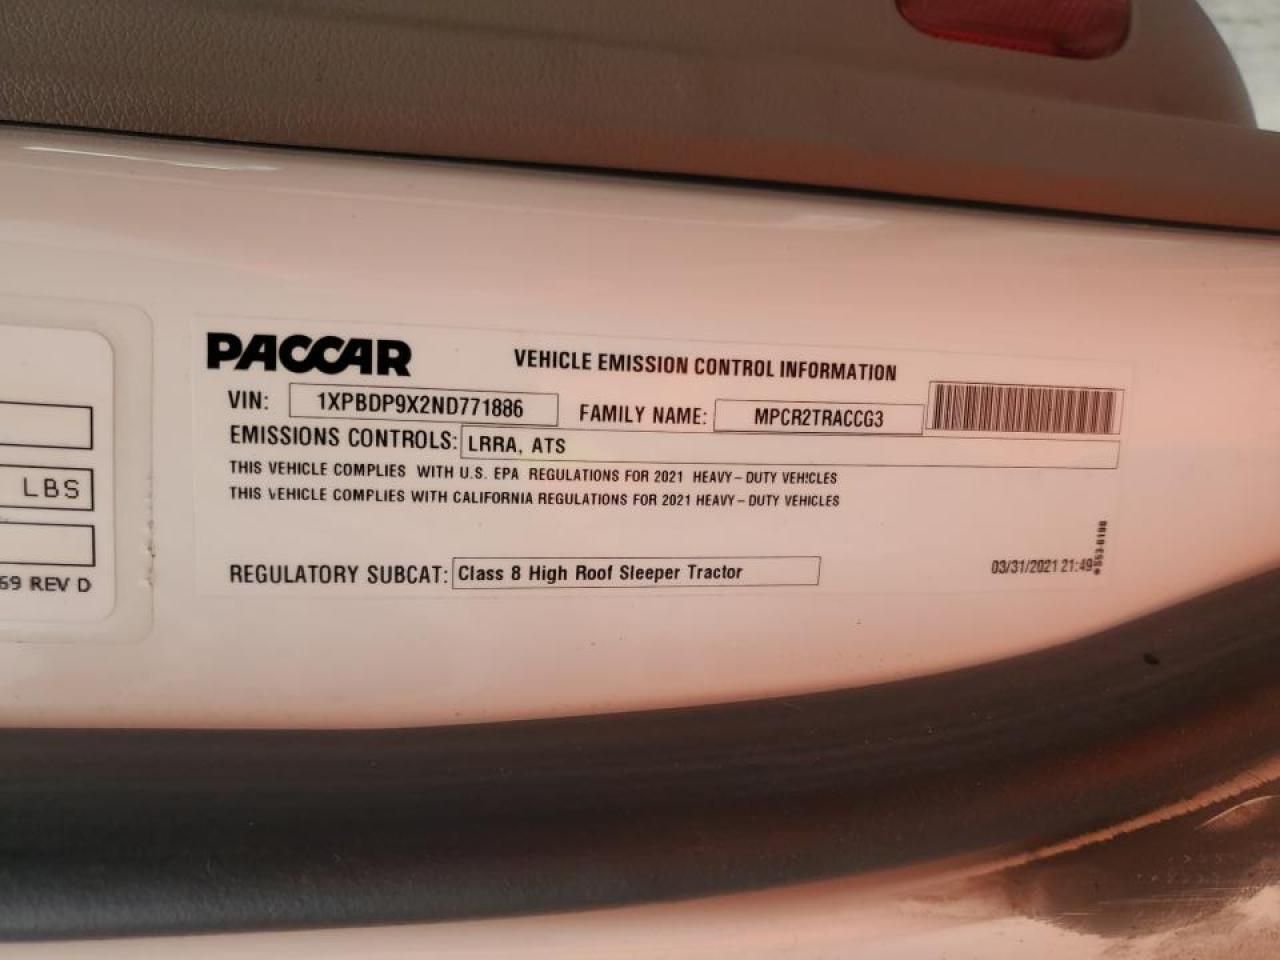 PACCAR
VEHICLE EMISSION CONTROL INFORMATION
VIN: 1XPBDP9X2ND771886 FAMILY NAME: MPCR2TRACCG3
EMISSIONS CONTROLS: LRRA, ATS
THIS VEHICLE COMPLIES WITH U.S. EPA REGULATIONS FOR 2021 HEAVY-DUTY VEHICLES
THIS VEHICLE COMPLIES WITH CALIFORNIA REGULATIONS FOR 2021 HEAVY-DUTY VEHICLES
REGULATORY SUBCAT: Class 8 High Roof Sleeper Tractor
03/31/2021 21:49
LBS
69 REV D